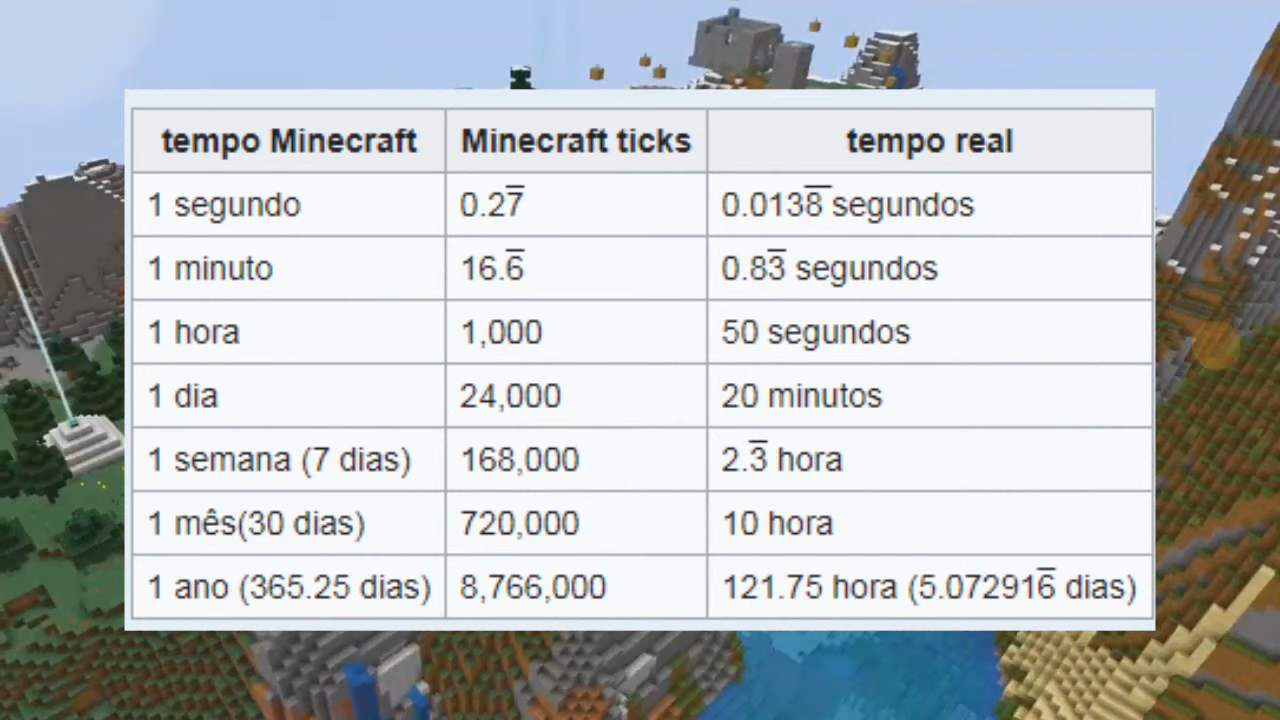 tempo Minecraft Minecraft ticks tempo real
1 segundo 0.27̅ 0.0138̅ segundos
1 minuto 16.6̅ 0.83̅ segundos
1 hora 1,000 50 segundos
1 dia 24,000 20 minutos
1 semana (7 dias) 168,000 2.3̅ hora
1 mês(30 dias) 720,000 10 hora
1 ano (365.25 dias) 8,766,000 121.75 hora (5.072916̅ dias)